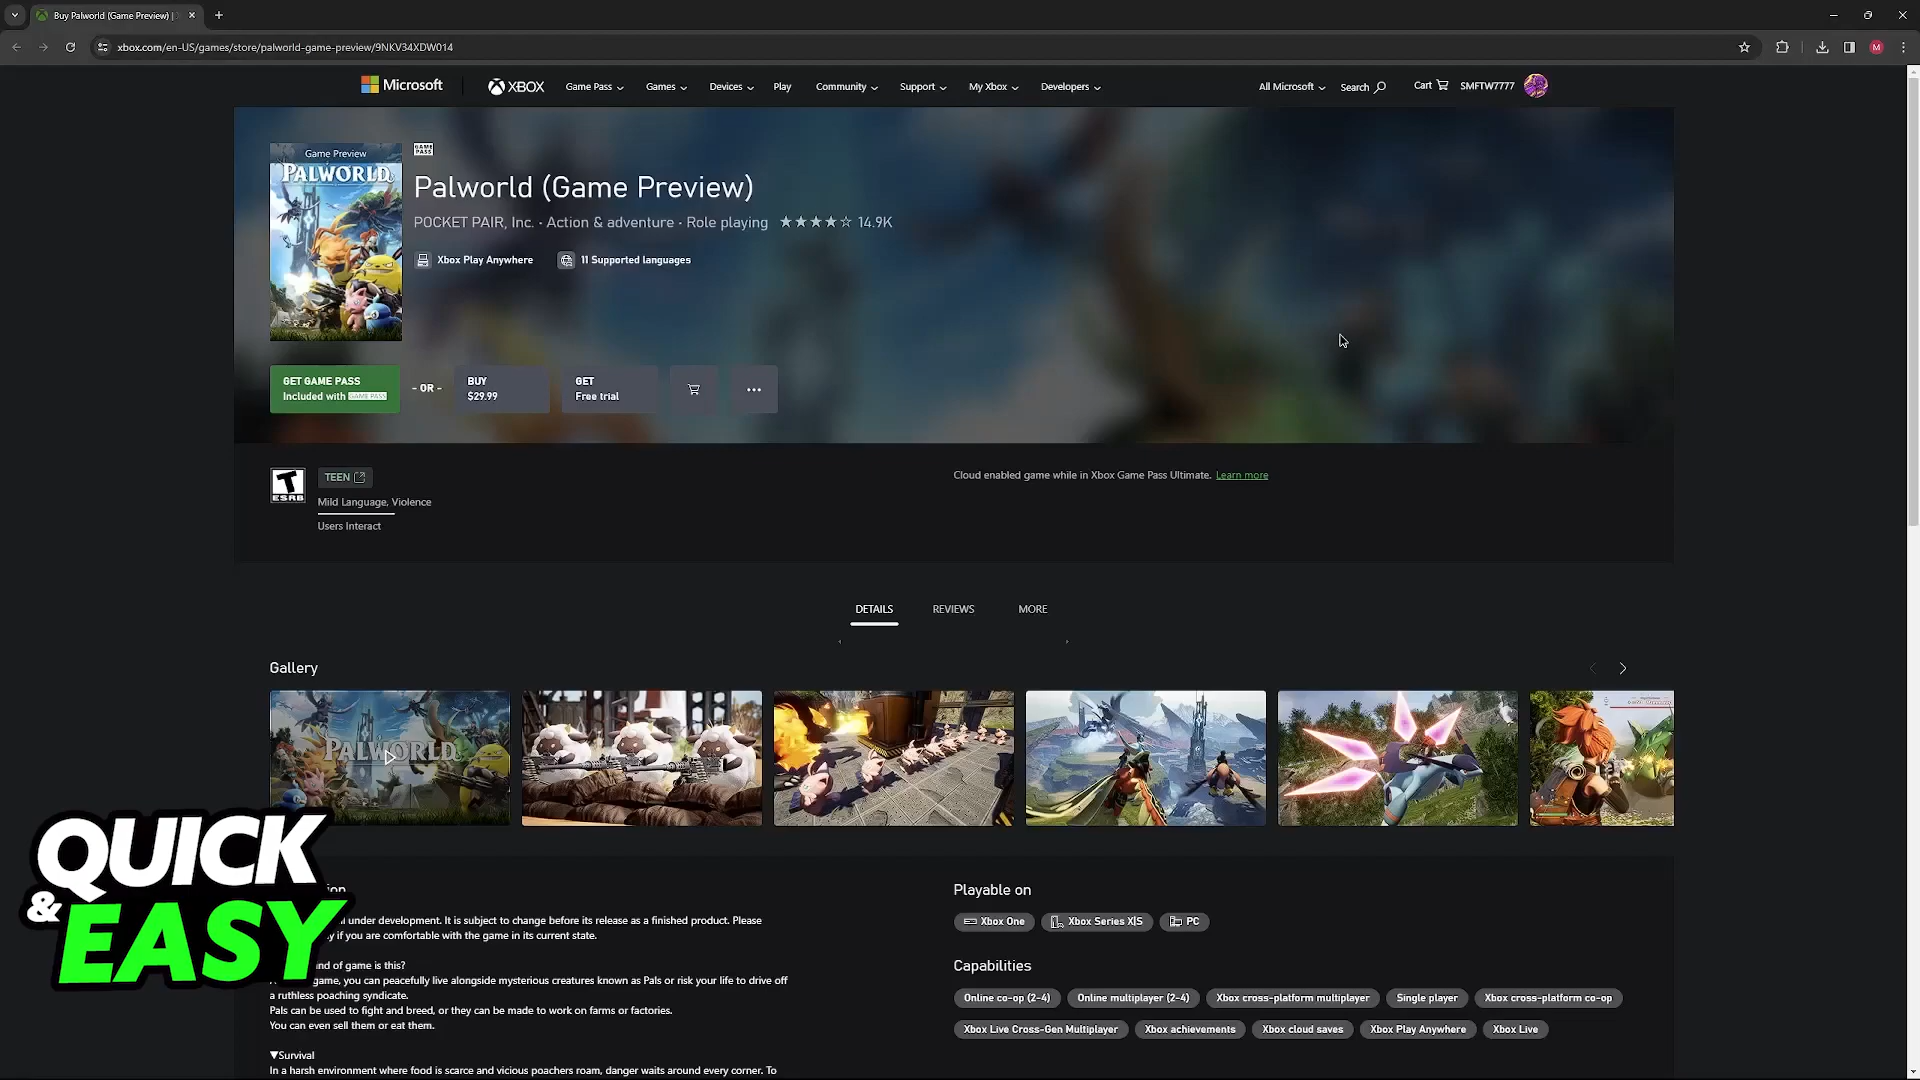 Buy Palworld (Game Preview) |
xbox.com/en-US/games/store/palworld-game-preview/9NKV34XDW014
M
Microsoft
XBOX
Game Pass
Games
Devices
Play
Community
Support
My Xbox
Developers
All Microsoft
Search
Cart
SMFTW7777
Game Preview
PALWORLD
GAME PASS
Palworld (Game Preview)
POCKET PAIR, Inc. • Action & adventure • Role playing ★★★★☆ 14.9K
Xbox Play Anywhere
11 Supported languages
GET GAME PASS
Included with GAME PASS
- OR -
BUY
$29.99
GET
Free trial
T
ESRB
TEEN
Mild Language, Violence
Users Interact
Cloud enabled game while in Xbox Game Pass Ultimate. Learn more
DETAILS
REVIEWS
MORE
Gallery
PALWORLD
QUICK
& EASY
ion
l under development. It is subject to change before its release as a finished product. Please
y if you are comfortable with the game in its current state.
nd of game is this?
game, you can peacefully live alongside mysterious creatures known as Pals or risk your life to drive off
a ruthless poaching syndicate.
Pals can be used to fight and breed, or they can be made to work on farms or factories.
You can even sell them or eat them.
▼Survival
In a harsh environment where food is scarce and vicious poachers roam, danger waits around every corner. To
Playable on
Xbox One
Xbox Series X|S
PC
Capabilities
Online co-op (2-4)
Online multiplayer (2-4)
Xbox cross-platform multiplayer
Single player
Xbox cross-platform co-op
Xbox Live Cross-Gen Multiplayer
Xbox achievements
Xbox cloud saves
Xbox Play Anywhere
Xbox Live